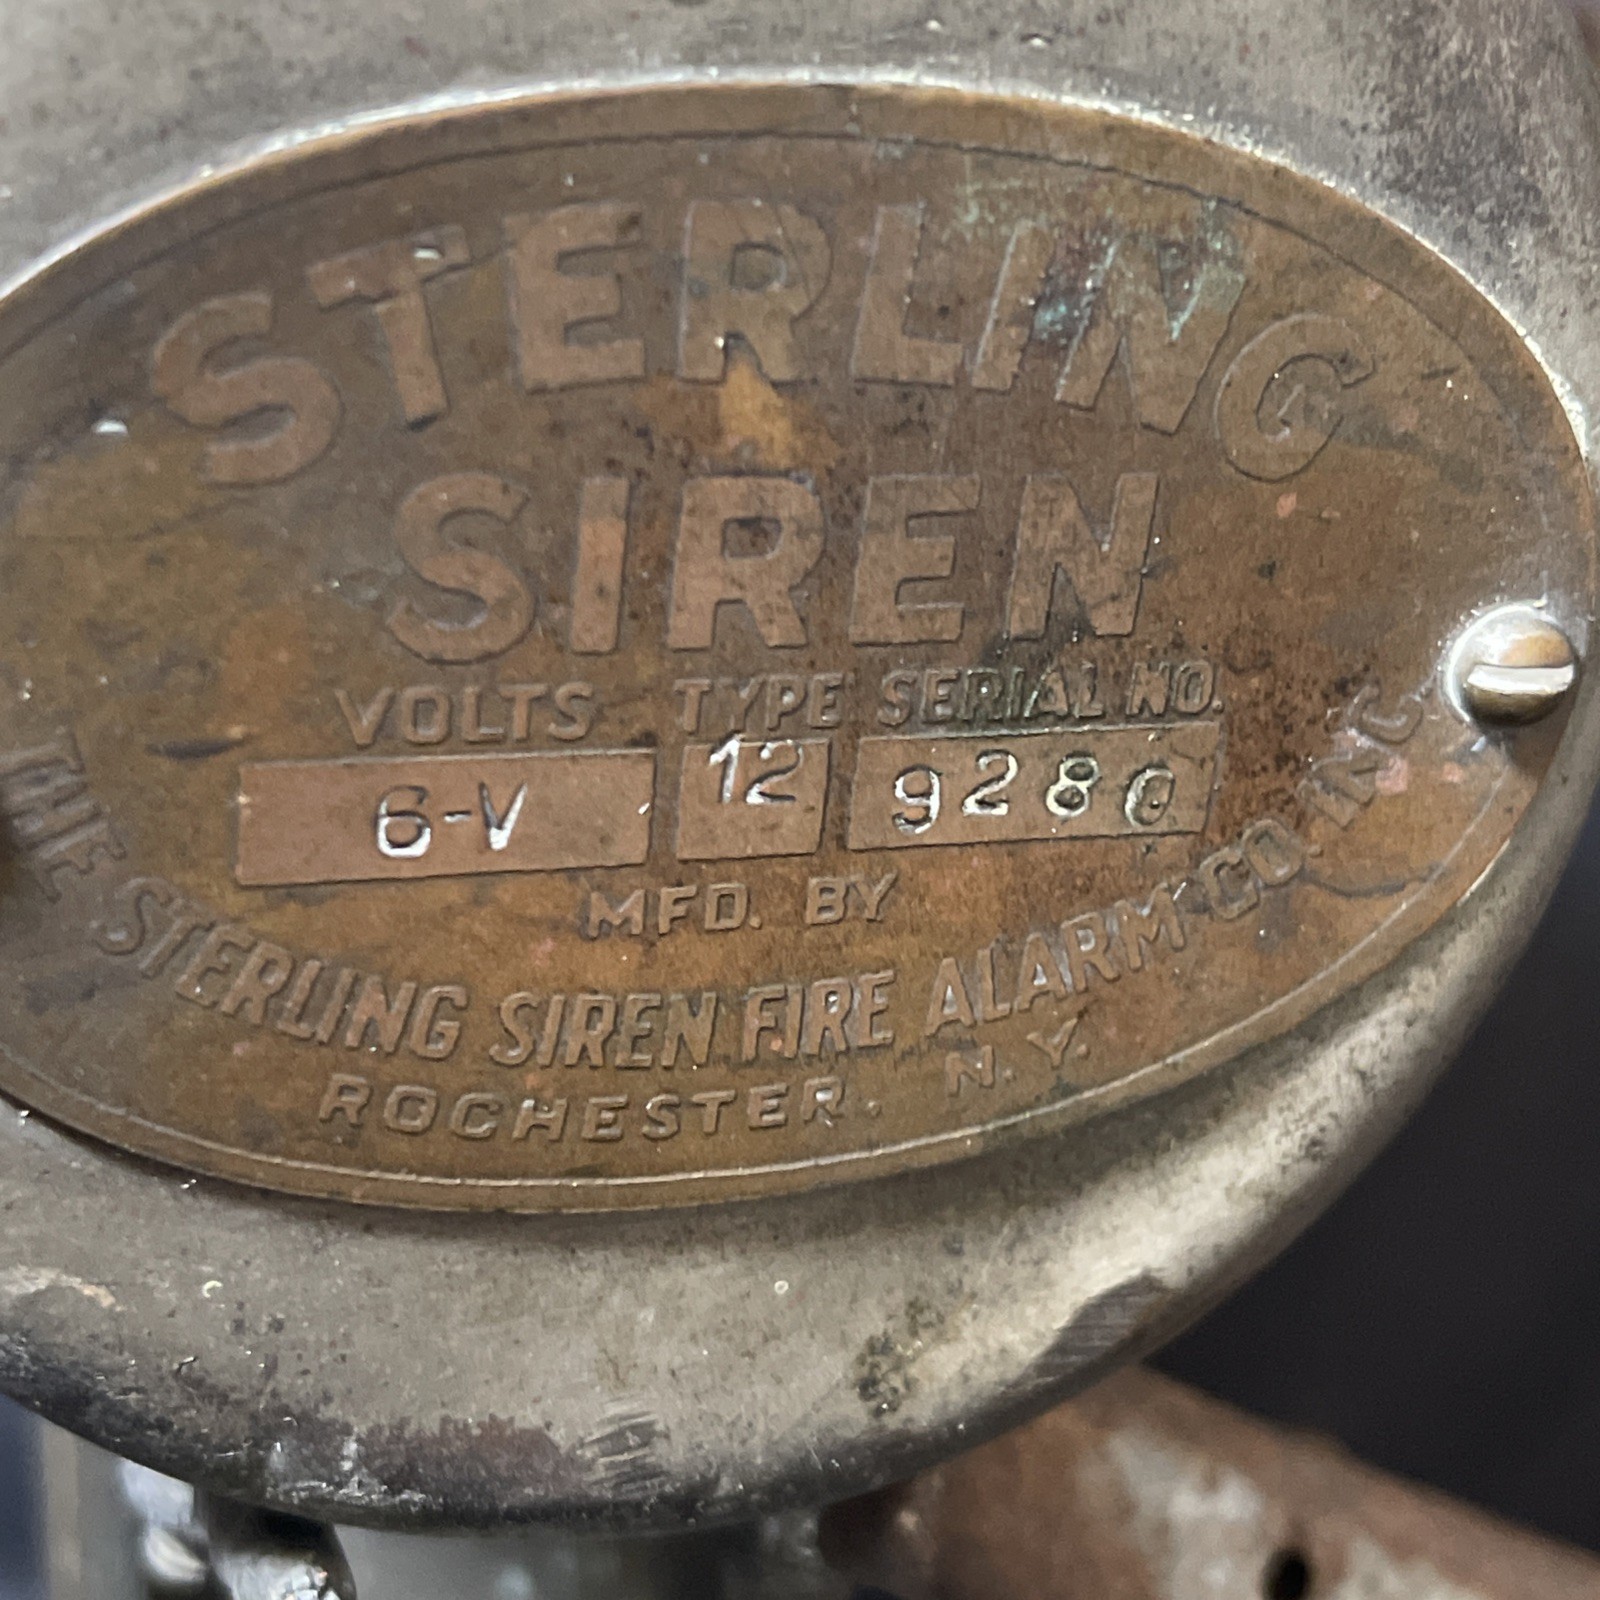 STERLING
SIREN
VOLTS TYPE SERIAL NO.
6-V 12 9280
MFD. BY
THE STERLING SIREN FIRE ALARM CO. INC.
ROCHESTER, N.Y.